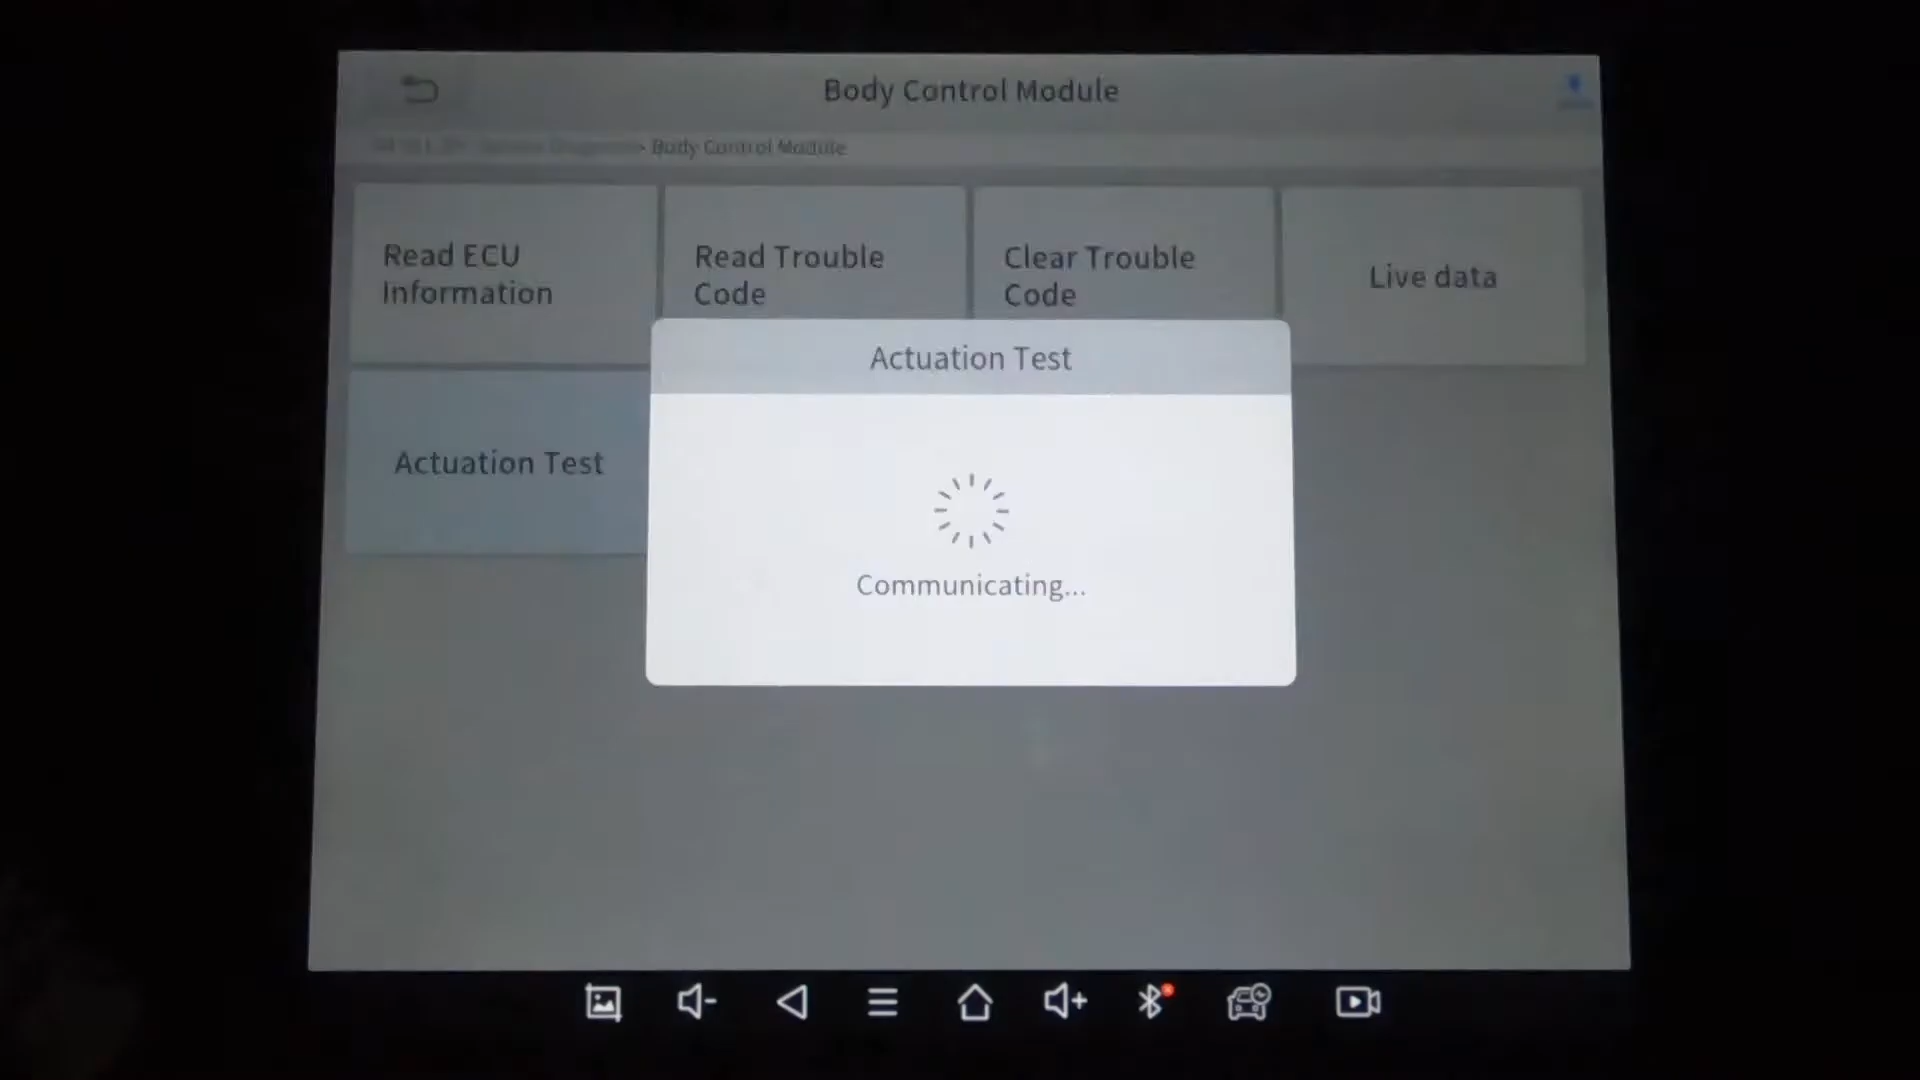 Body Control Module
> Body Control Module
Read ECU
Information
Read Trouble
Code
Clear Trouble
Code
Live data
Actuation Test
Actuation Test
Communicating...